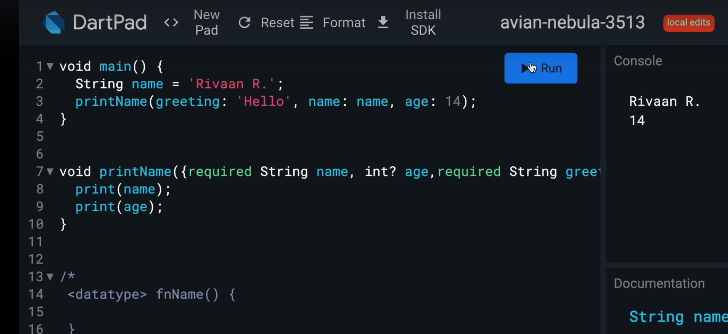 DartPad <> New Pad Reset Format Install SDK avian-nebula-3513 local edits
Run
1 void main() {
2 String name = 'Rivaan R.';
3 printName(greeting: 'Hello', name: name, age: 14);
4 }
5
6
7 void printName({required String name, int? age,required String gree
8 print(name);
9 print(age);
10 }
11
12
13 /*
14 <datatype> fnName() {
15
16 }
Console
Rivaan R.
14
Documentation
String name